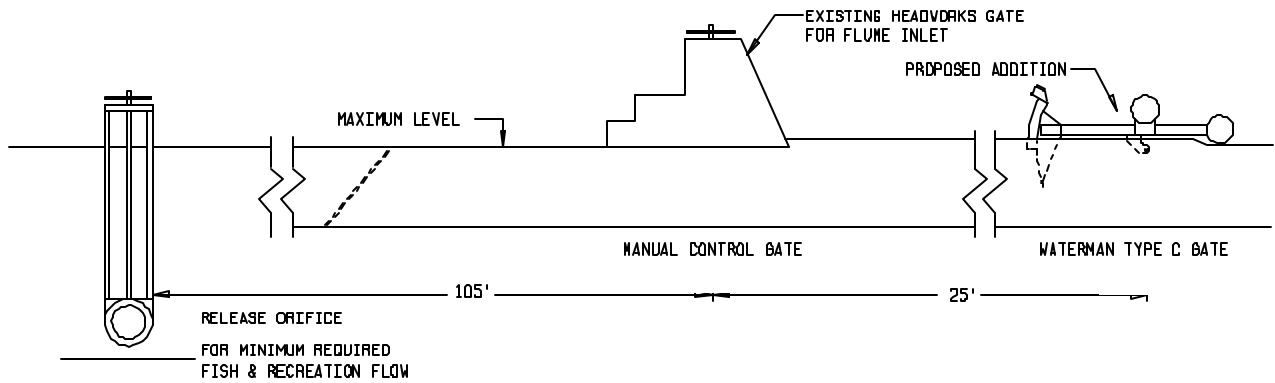 EXISTING HEADWORKS GATE
FOR FLUME INLET
PROPOSED ADDITION
MAXIMUM LEVEL
MANUAL CONTROL GATE
WATERMAN TYPE C GATE
105'
25'
RELEASE ORIFICE
FOR MINIMUM REQUIRED
FISH & RECREATION FLOW